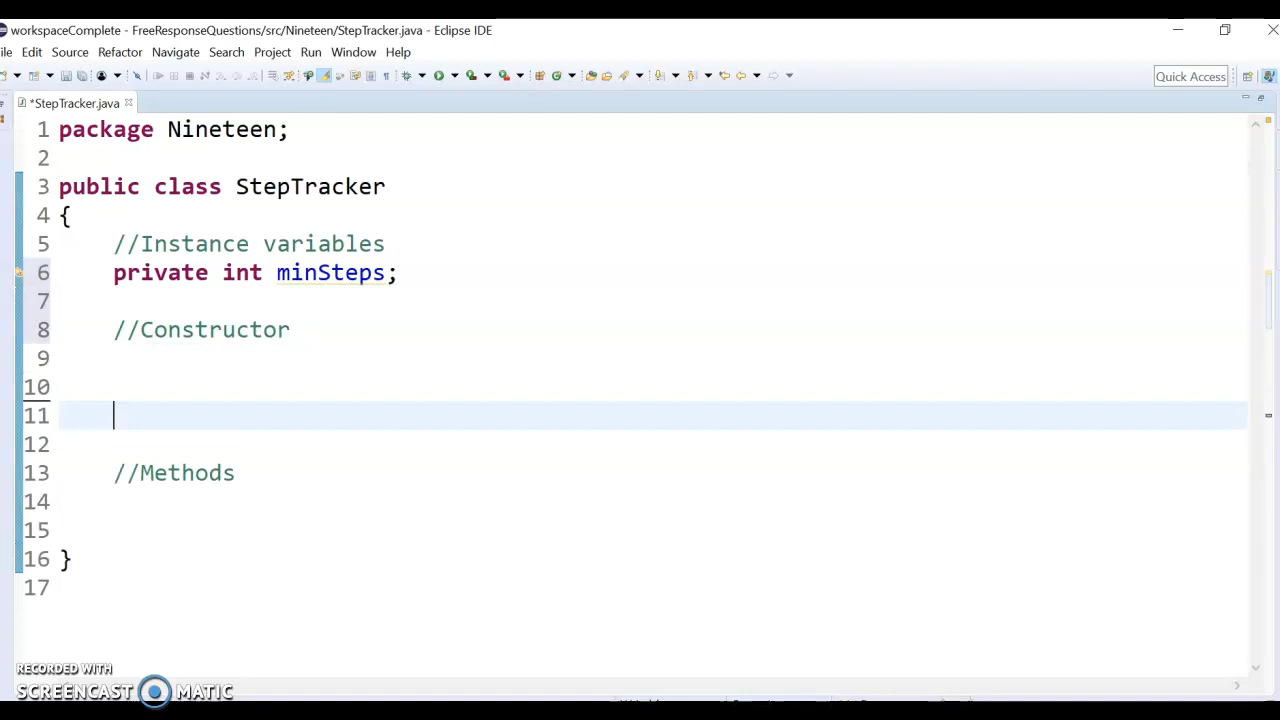 workspaceComplete - FreeResponseQuestions/src/Nineteen/StepTracker.java - Eclipse IDE
ile Edit Source Refactor Navigate Search Project Run Window Help
Quick Access
*StepTracker.java
1 package Nineteen;
2
3 public class StepTracker
4 {
5 //Instance variables
6 private int minSteps;
7
8 //Constructor
9
10
11
12
13 //Methods
14
15
16 }
17
RECORDED WITH
SCREENCAST MATIC